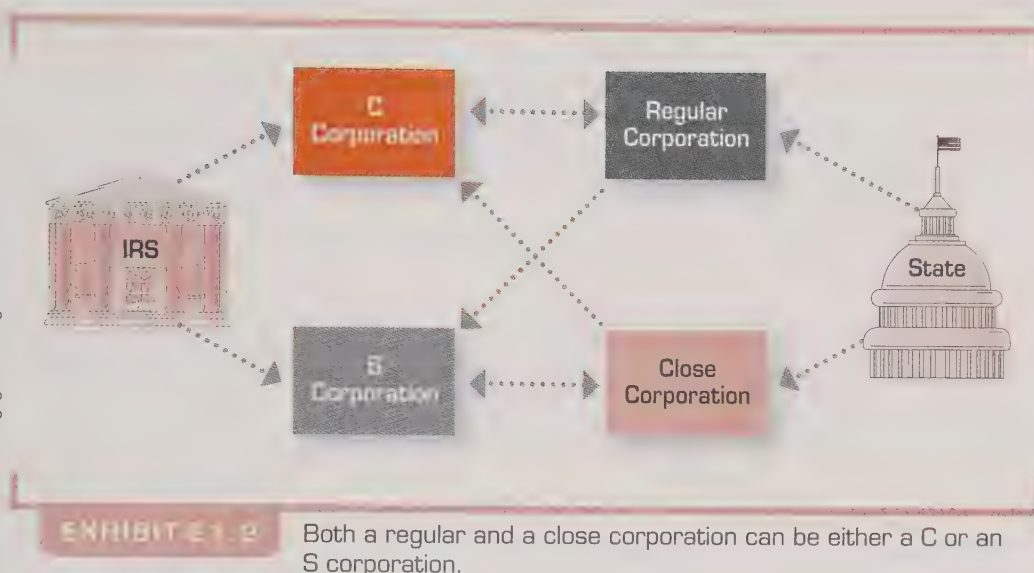 C
Corporation
Regular
Corporation
IRS
State
S
Corporation
Close
Corporation
Both a regular and a close corporation can be either a C or an
S corporation.